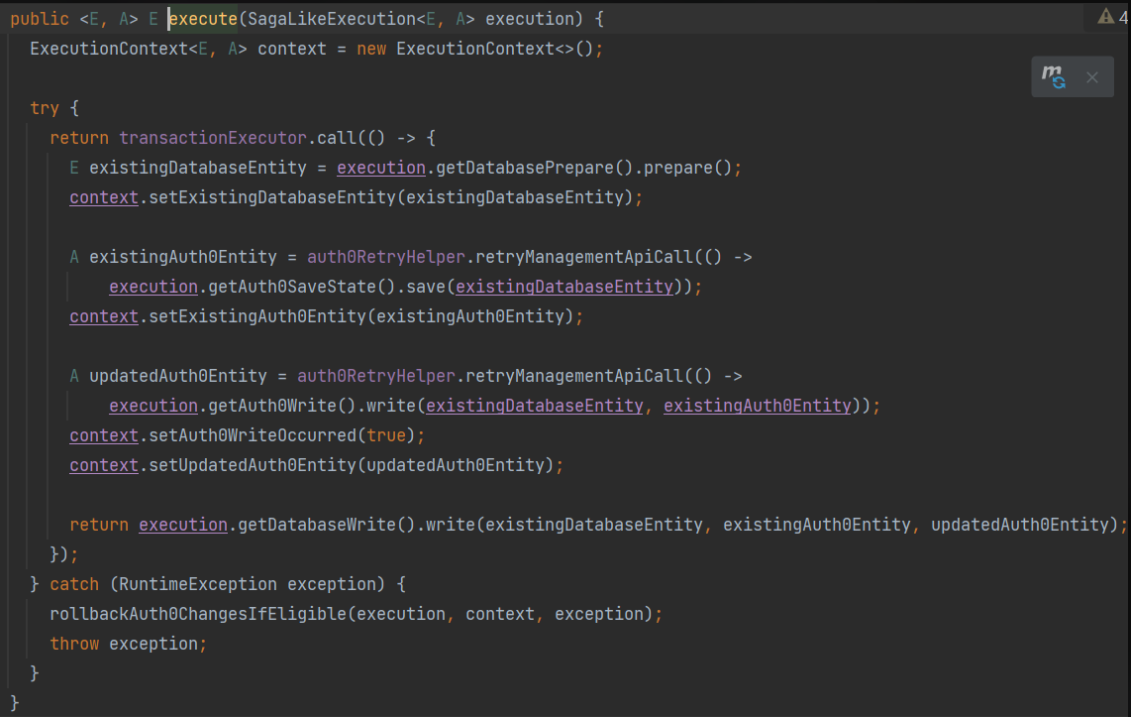 public <E, A> E execute(SagaLikeExecution<E, A> execution) {
4
ExecutionContext<E, A> context = new ExecutionContext<>();
try {
return transactionExecutor.call(() -> {
E existingDatabaseEntity = execution.getDatabasePrepare().prepare();
context.setExistingDatabaseEntity(existingDatabaseEntity);
A existingAuth0Entity = auth0RetryHelper.retryManagementApiCall(() ->
execution.getAuth0SaveState().save(existingDatabaseEntity));
context.setExistingAuth0Entity(existingAuth0Entity);
A updatedAuth0Entity = auth0RetryHelper.retryManagementApiCall(() ->
execution.getAuth0Write().write(existingDatabaseEntity, existingAuth0Entity));
context.setAuth0WriteOccurred(true);
context.setUpdatedAuth0Entity(updatedAuth0Entity);
return execution.getDatabaseWrite().write(existingDatabaseEntity, existingAuth0Entity, updatedAuth0Entity);
});
} catch (RuntimeException exception) {
rollbackAuth0ChangesIfEligible(execution, context, exception);
throw exception;
}
}